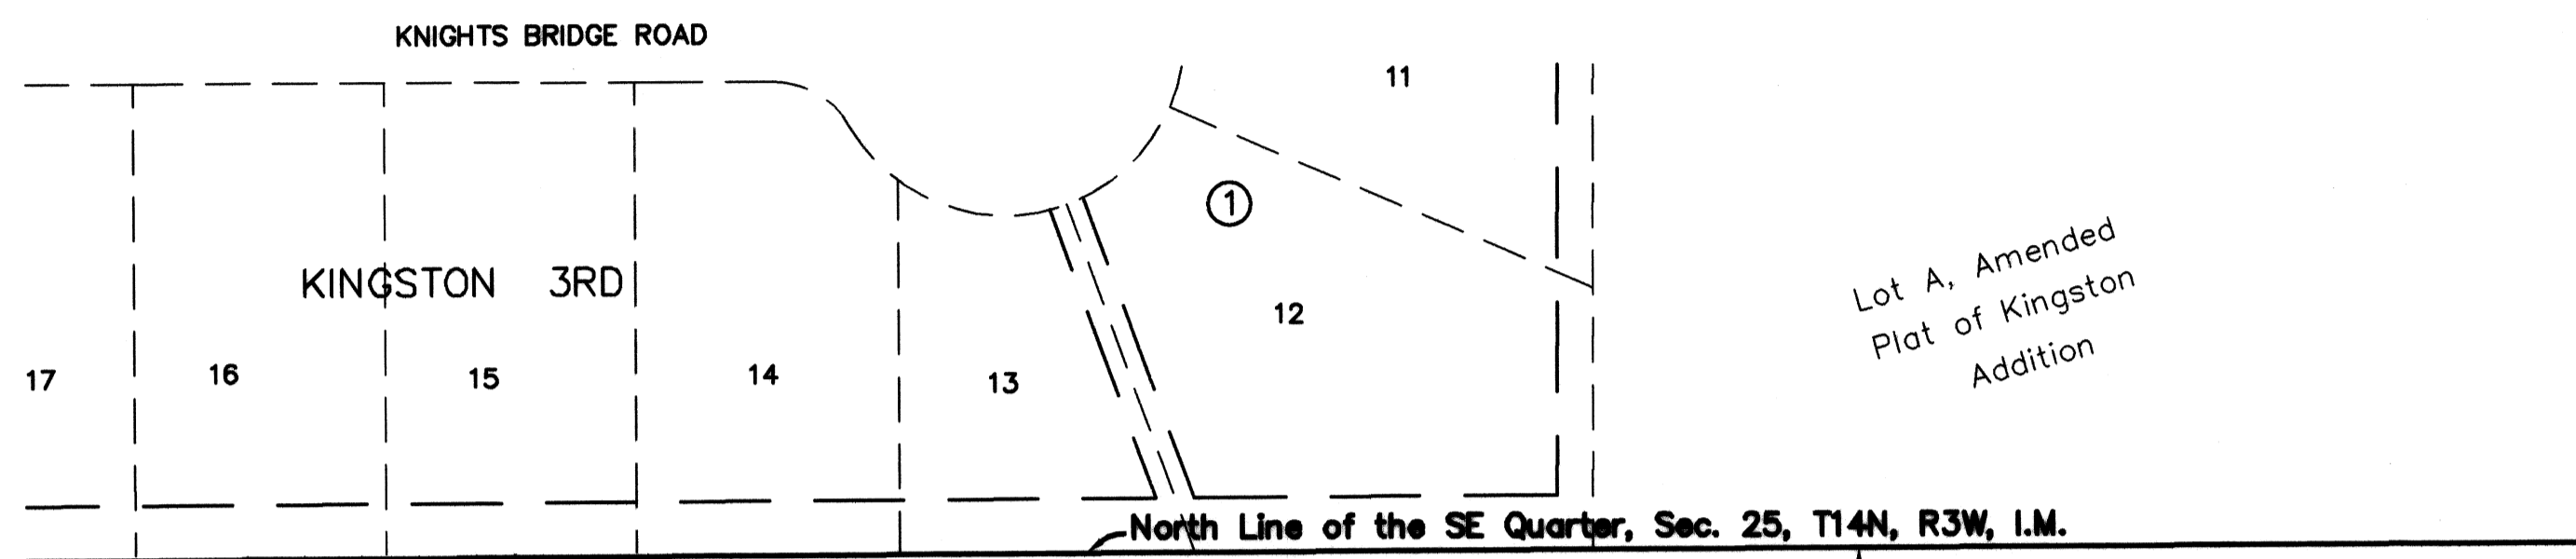 KNIGHTS BRIDGE ROAD
11
1
KINGSTON 3RD
12
Lot A, Amended
Plat of Kingston
Addition
17
16
15
14
13
North Line of the SE Quarter, Sec. 25, T14N, R3W, I.M.